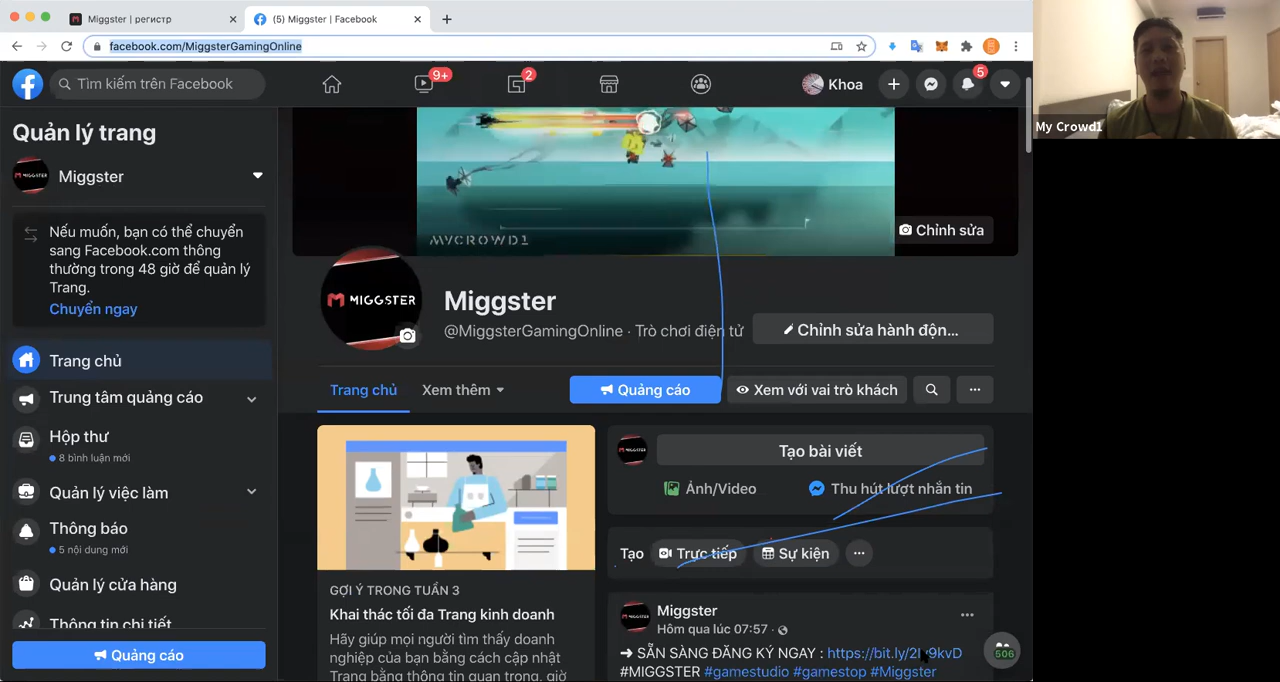 Miggster | регистр
(5) Miggster | Facebook
facebook.com/MiggsterGamingOnline
Tìm kiếm trên Facebook
9+
2
Khoa
5
My Crowd1
Quản lý trang
MIGGSTER
Miggster
Nếu muốn, bạn có thể chuyển
sang Facebook.com thông
thường trong 48 giờ để quản lý
Trang.
Chuyển ngay
Trang chủ
Trung tâm quảng cáo
Hộp thư
8 bình luận mới
Quản lý việc làm
Thông báo
5 nội dung mới
Quản lý cửa hàng
Thông tin chi tiết
Quảng cáo
MYCROWD1
Chỉnh sửa
MIGGSTER
Miggster
@MiggsterGamingOnline · Trò chơi điện tử
Chỉnh sửa hành độn...
Trang chủ
Xem thêm
Quảng cáo
Xem với vai trò khách
GỢI Ý TRONG TUẦN 3
Khai thác tối đa Trang kinh doanh
Hãy giúp mọi người tìm thấy doanh
nghiệp của bạn bằng cách cập nhật
Trang bằng thông tin quan trọng, giờ
Tạo bài viết
Ảnh/Video
Thu hút lượt nhắn tin
Tạo
Trực tiếp
Sự kiện
Miggster
Hôm qua lúc 07:57 ·
➜ SẴN SÀNG ĐĂNG KÝ NGAY :
#MIGGSTER #gamestudio #gamestop #Miggster
506